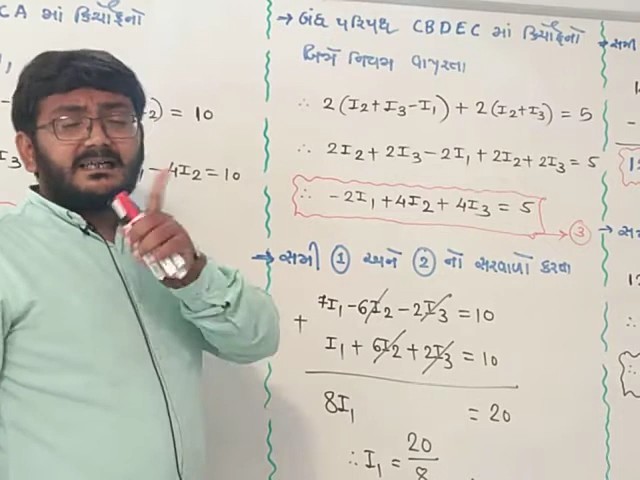 CA માં કિર્ચોફનો
2) = 10
- 4I₂ = 10
→ બંધ પરિપથ CBDEC માં કિર્ચોફનો
બિજો નિયમ વાપરતા
∴ 2(I₂+I₃-I₁) + 2(I₂+I₃) = 5
∴ 2I₂ + 2I₃ - 2I₁ + 2I₂ + 2I₃ = 5
∴ -2I₁ + 4I₂ + 4I₃ = 5
③
→ સમી ① અને ② નો સરવાળો કરતા
7I₁ - 6I₂ - 2I₃ = 10
+ I₁ + 6I₂ + 2I₃ = 10
8I₁ = 20
∴ I₁ = 20/8
→ સમી